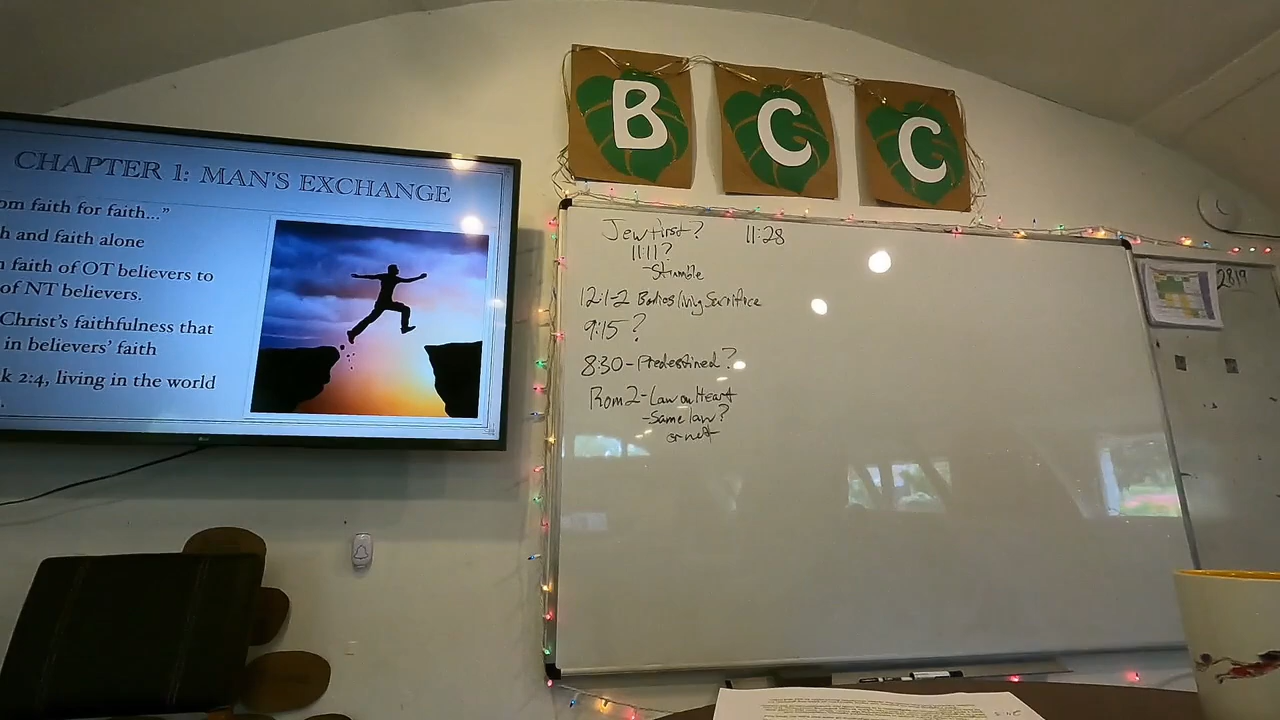 CHAPTER 1: MAN'S EXCHANGE
om faith for faith..."
h and faith alone
n faith of OT believers to
of NT believers.
Christ's faithfulness that
in believers' faith
k 2:4, living in the world
B C C
Jew first? 11:28
11:11?
-Stumble
12:1-2 Bodies living Sacrifice
9:15?
8:30-Predestined?
Rom 2-Law on Heart
-Same law?
or not
2819
LG